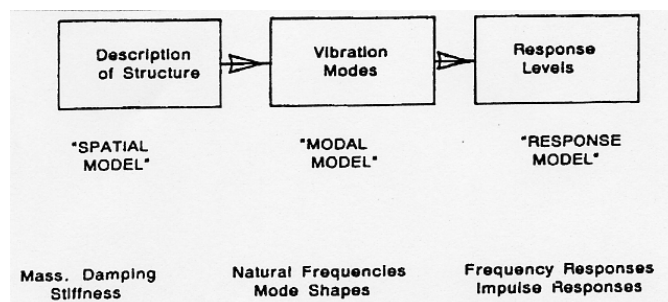 Description
of Structure
Vibration
Modes
Response
Levels
"SPATIAL
MODEL"
"MODAL
MODEL"
"RESPONSE
MODEL"
Mass. Damping
Stiffness
Natural Frequencies
Mode Shapes
Frequency Responses
Impulse Responses